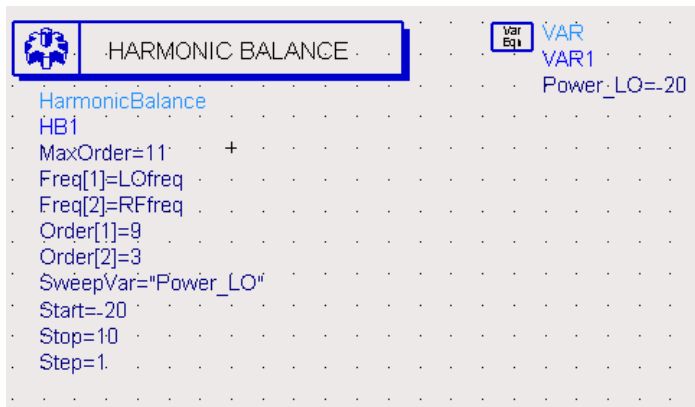 HARMONIC BALANCE
HarmonicBalance
HB1
MaxOrder=11
Freq[1]=LOfreq
Freq[2]=RFfreq
Order[1]=9
Order[2]=3
SweepVar="Power_LO"
Start=-20
Stop=10
Step=1
Var
Eqn
VAR
VAR1
Power_LO=-20